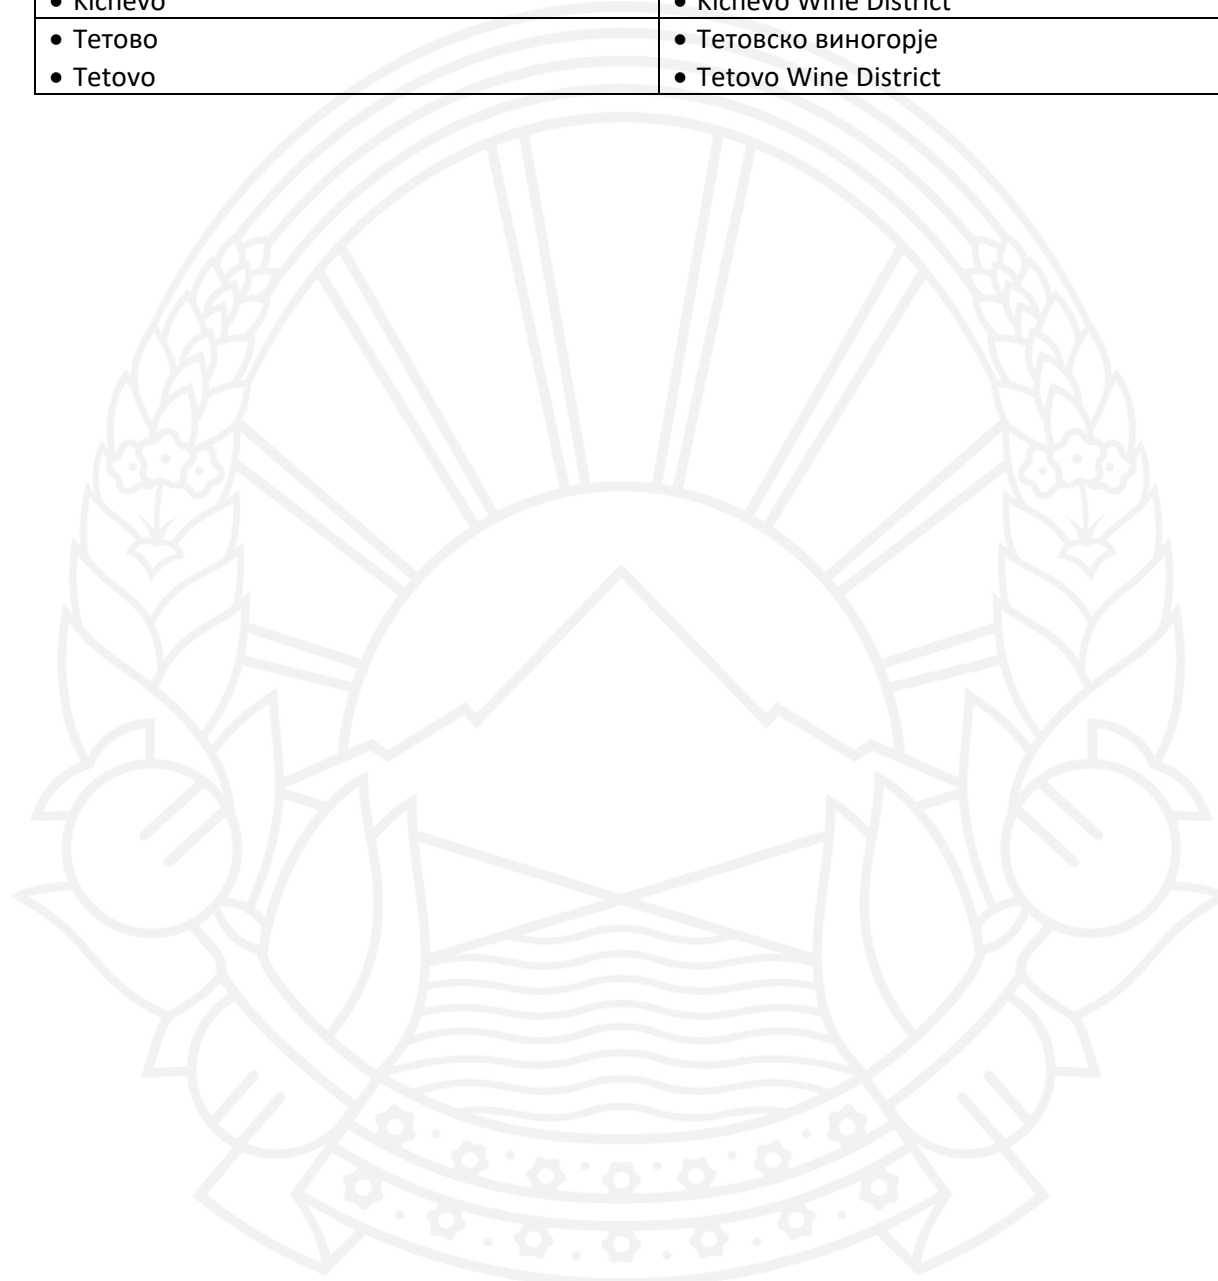 • Kichevo
• Kichevo Wine District
• Тетово
• Tetovo
• Тетовско виногорје
• Tetovo Wine District